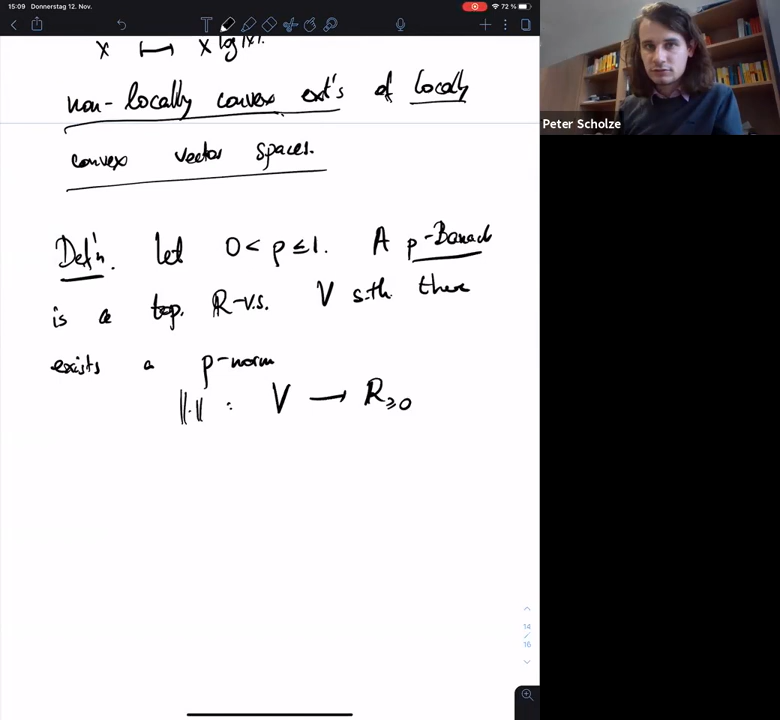 15:09 Donnerstag 12. Nov.
72 %
x ⟼ x log|x|.
non-locally convex ext's of locally
convex vector spaces.
Def'n. let 0 < p ≤ 1. A p-Banach
is a top. R-v.s. V s.th. there
exists a p-norm
||.|| : V → R≥0
14
/
16
Peter Scholze